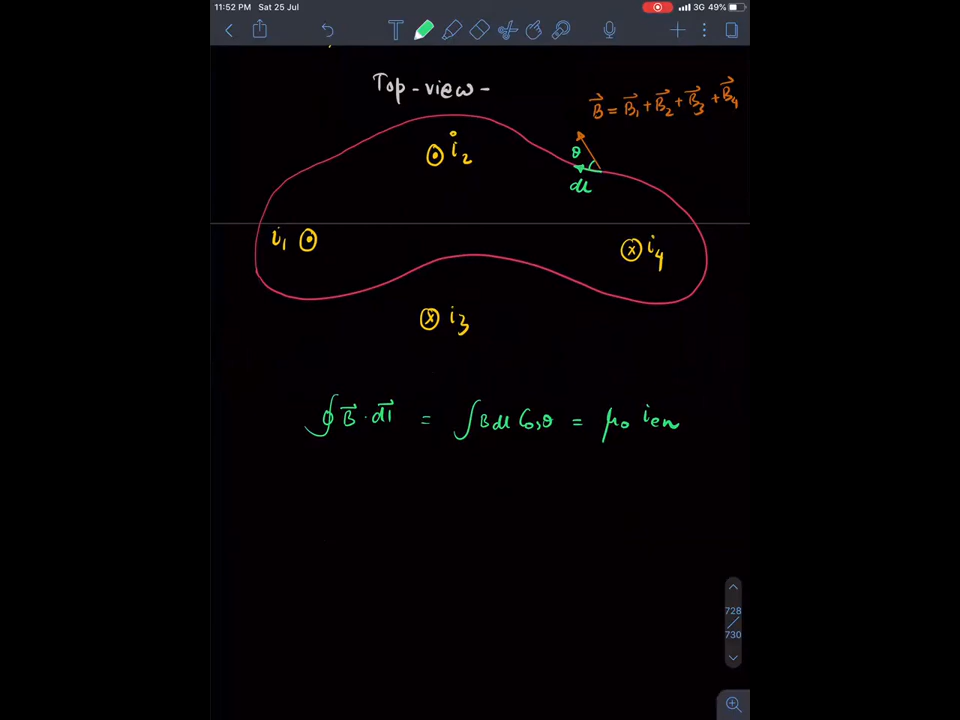 11:52 PM Sat 25 Jul 3G 49%
Top-view-
B⃗ = B⃗₁ + B⃗₂ + B⃗₃ + B⃗₄
i₂
θ
dl
i₁
i₄
i₃
∮ B⃗ · dl⃗ = ∫ B dl Cosθ = μ₀ i en
728
730